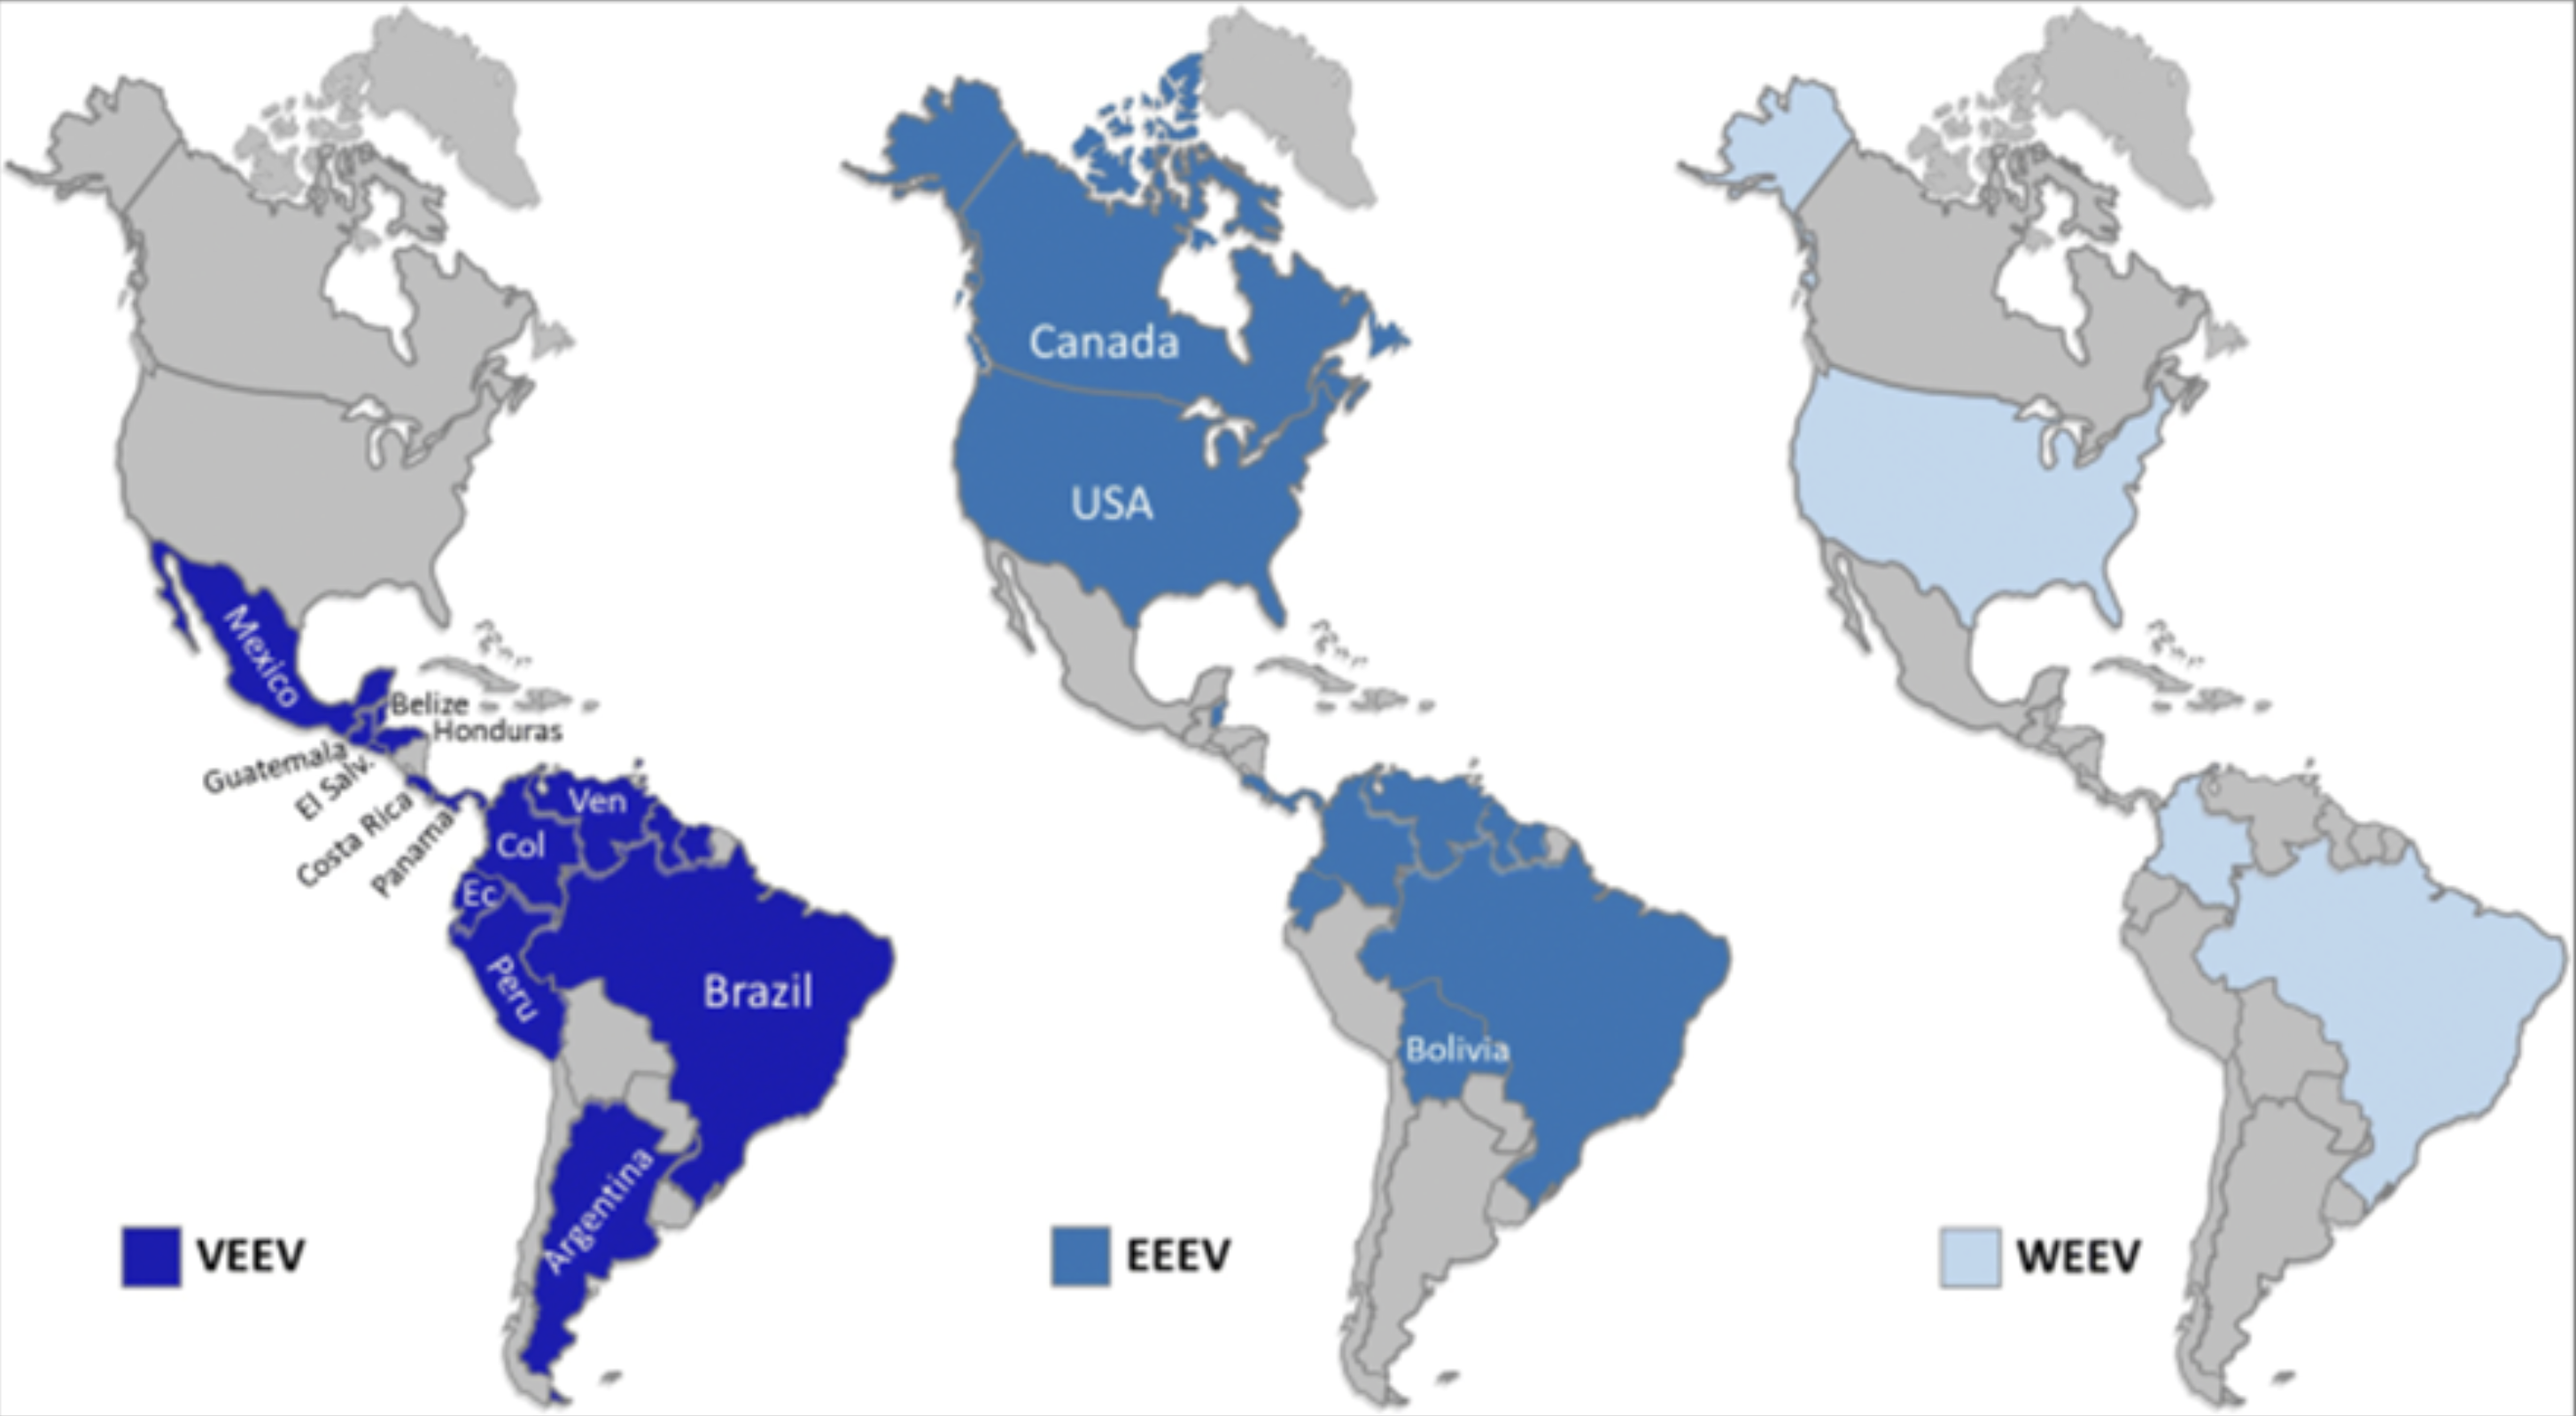 Mexico
Belize
Honduras
Guatemala
El Salv.
Costa Rica
Panama
Ven
Col
Ec
Peru
Brazil
Argentina
VEEV
Canada
USA
Bolivia
EEEV
WEEV